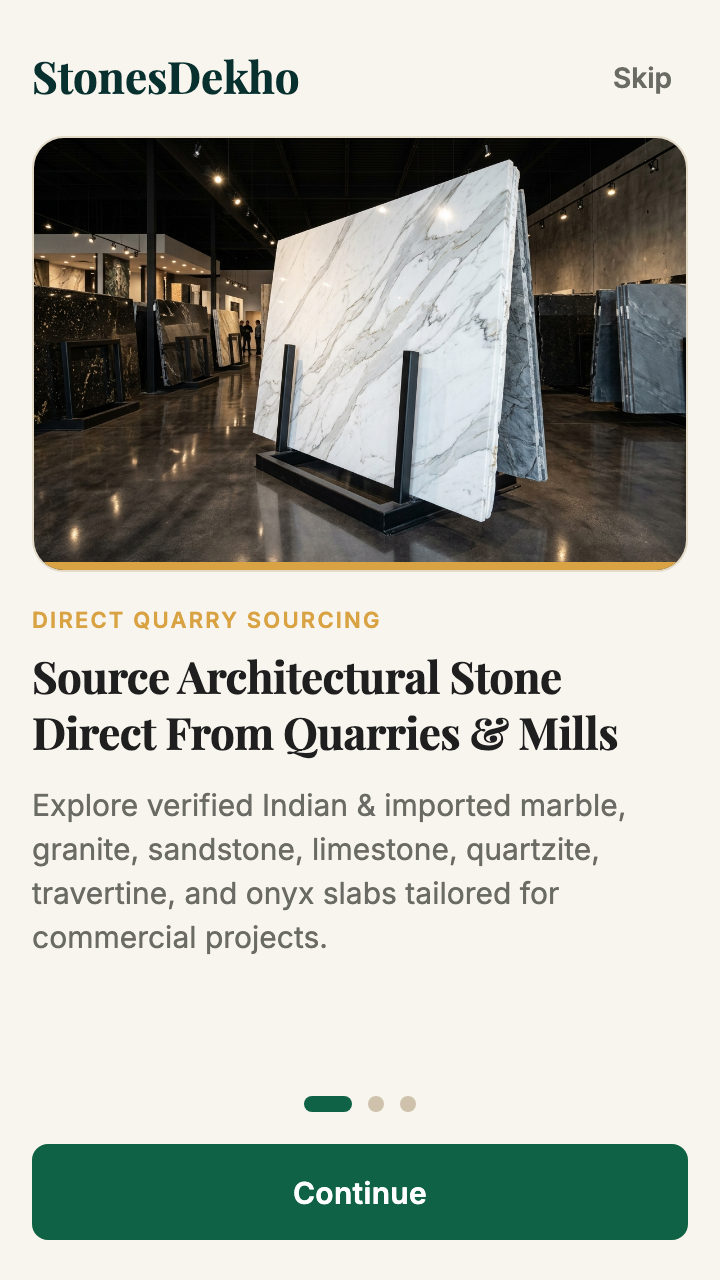 StonesDekho
Skip
DIRECT QUARRY SOURCING
Source Architectural Stone
Direct From Quarries & Mills
Explore verified Indian & imported marble,
granite, sandstone, limestone, quartzite,
travertine, and onyx slabs tailored for
commercial projects.
Continue